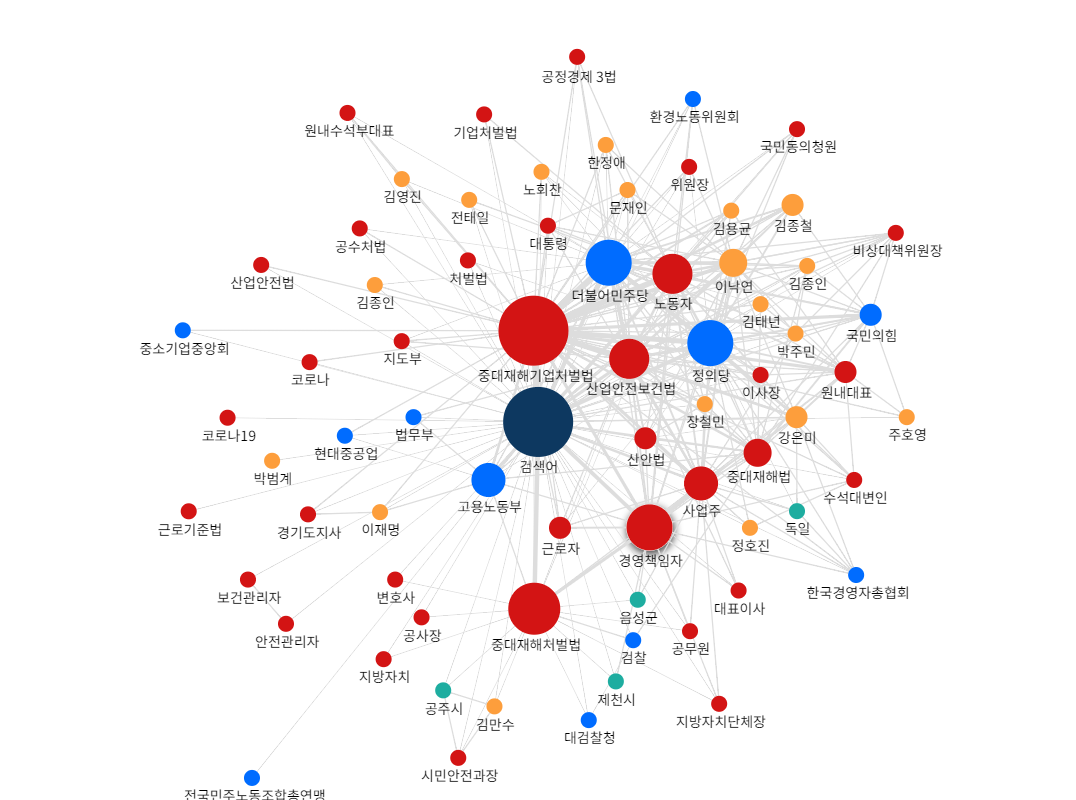 공정경제 3법
환경노동위원회
원내수석부대표
기업처벌법
국민동의청원
한정애
위원장
노회찬
김영진
문재인
전태일
김용균
김종철
공수처법
대통령
비상대책위원장
처벌법
산업안전법
김종인
더불어민주당
노동자
이낙연
김종인
김태년
국민의힘
중소기업중앙회
코로나
지도부
중대재해기업처벌법
산업안전보건법
정의당
박주민
이사장
원내대표
장철민
강은미
주호영
코로나19
법무부
현대중공업
박범계
검색어
산안법
중대재해법
수석대변인
고용노동부
사업주
근로기준법
경기도지사
이재명
근로자
경영책임자
정호진
독일
보건관리자
변호사
한국경영자총협회
안전관리자
공사장
중대재해처벌법
음성군
대표이사
지방자치
검찰
공무원
공주시
김만수
제천시
대검찰청
지방자치단체장
시민안전과장
전국민주노동조합총연맹